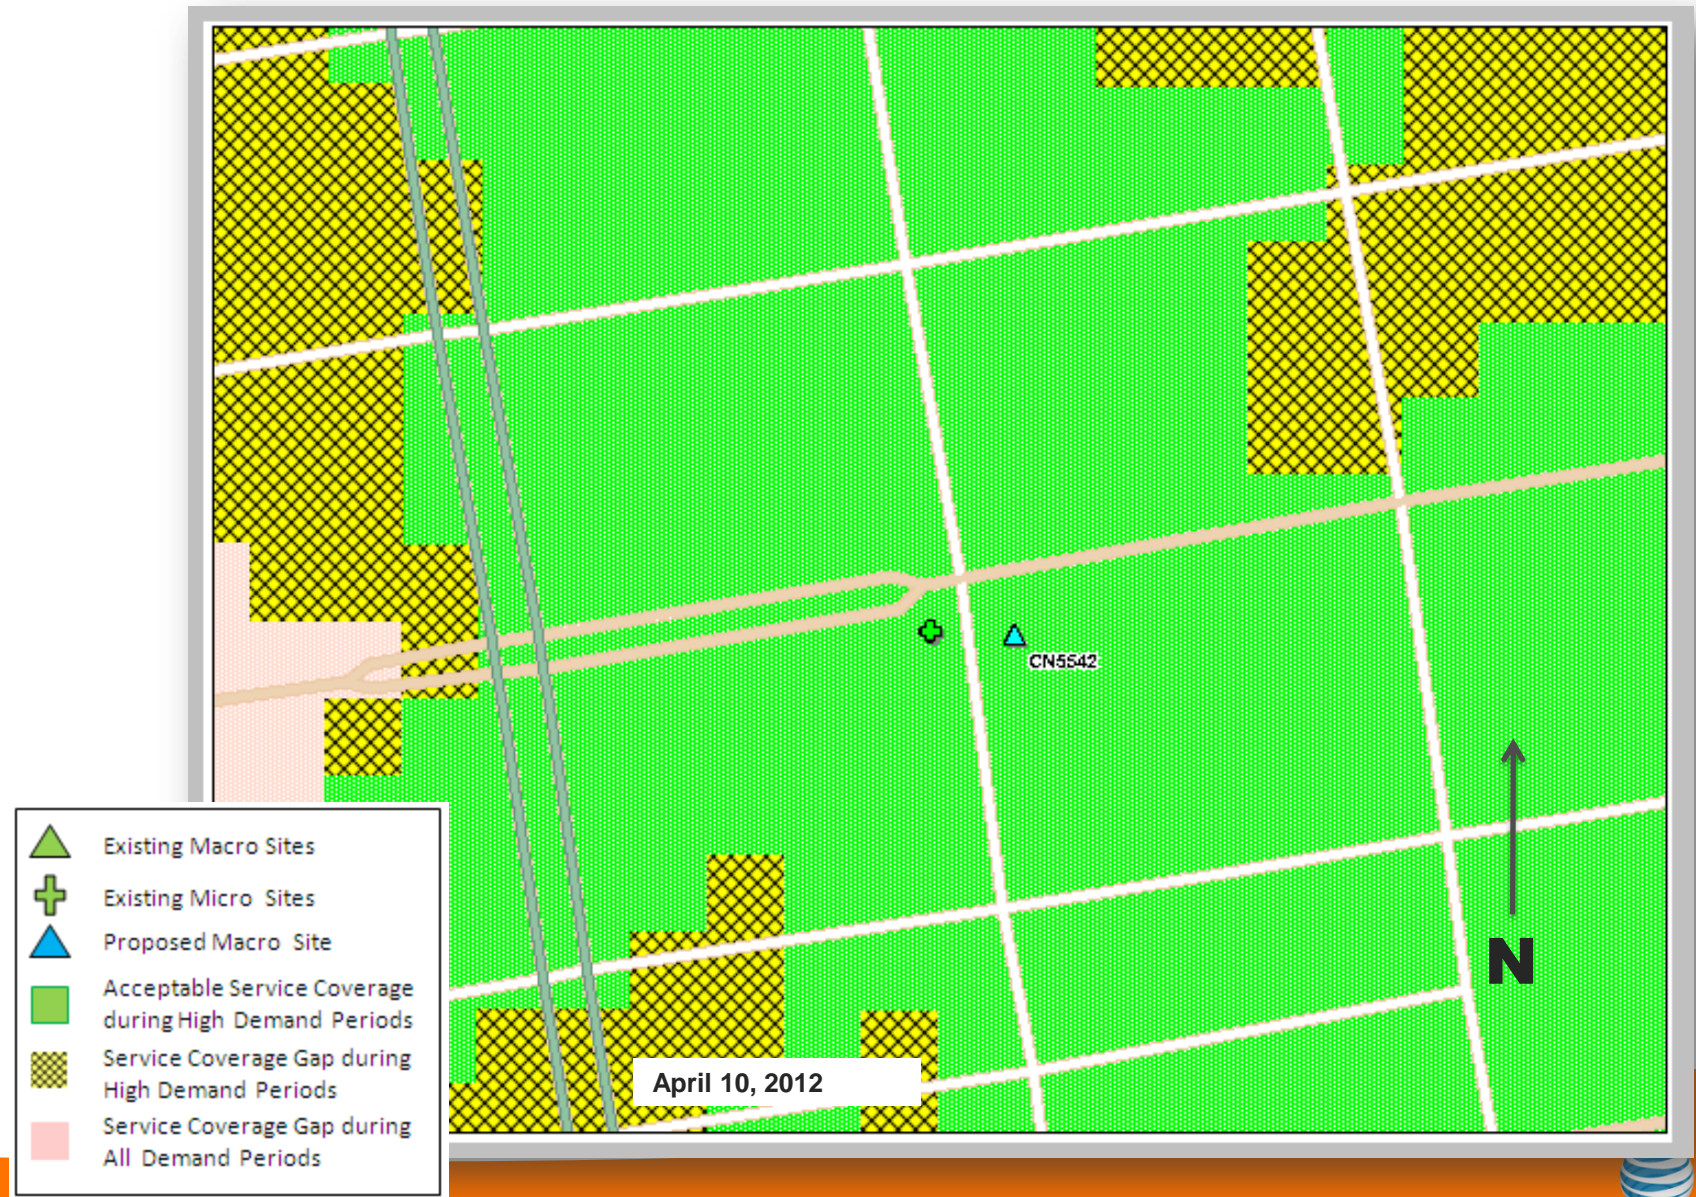 CN5542
N
April 10, 2012
Existing Macro Sites
Existing Micro Sites
Proposed Macro Site
Acceptable Service Coverage
during High Demand Periods
Service Coverage Gap during
High Demand Periods
Service Coverage Gap during
All Demand Periods